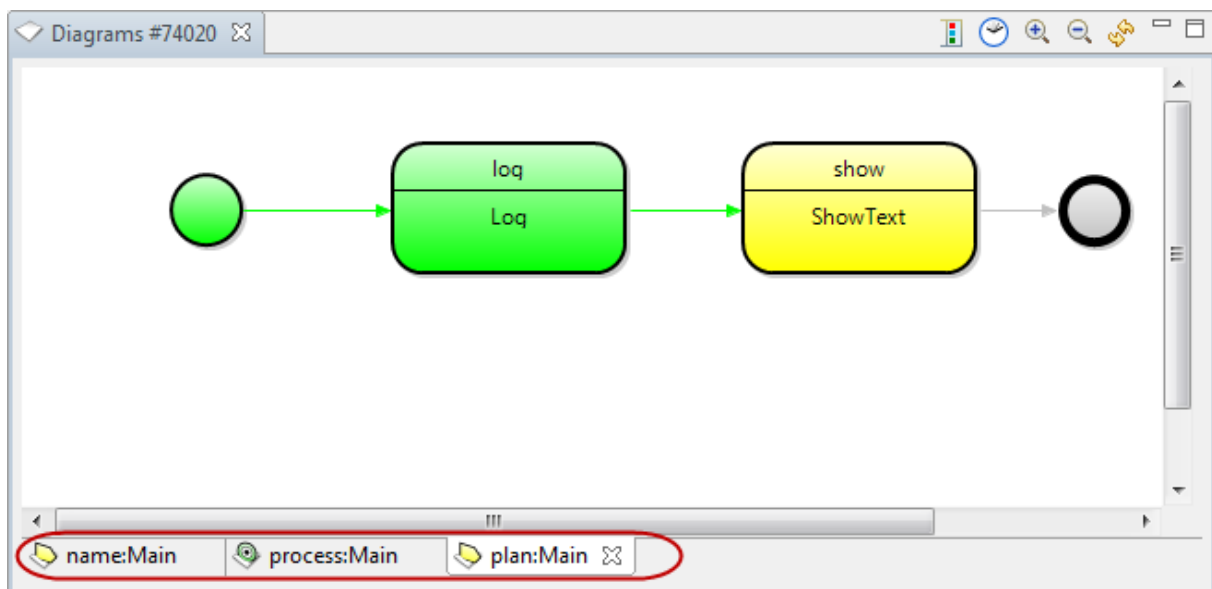 Diagrams #74020
log
Log
show
ShowText
name:Main
process:Main
plan:Main